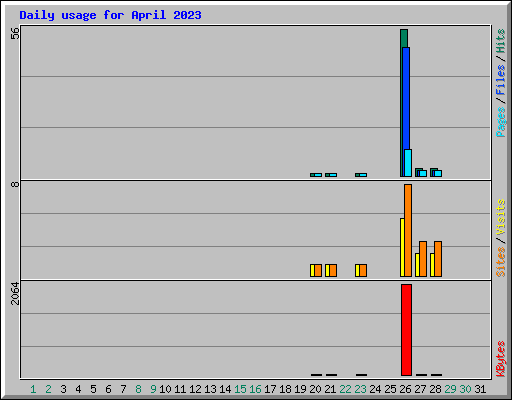 Daily usage for April 2023
56
8
2064
Pages / Files / Hits
Sites / Visits
KBytes
1 2 3 4 5 6 7 8 9 10 11 12 13 14 15 16 17 18 19 20 21 22 23 24 25 26 27 28 29 30 31